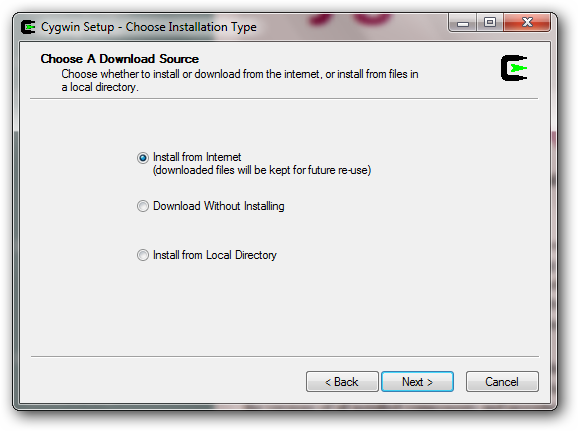 Cygwin Setup - Choose Installation Type
Choose A Download Source
Choose whether to install or download from the internet, or install from files in
a local directory.
Install from Internet
(downloaded files will be kept for future re-use)
Download Without Installing
Install from Local Directory
< Back
Next >
Cancel